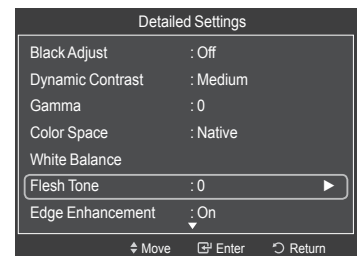 Detailed Settings
Black Adjust : Off
Dynamic Contrast : Medium
Gamma : 0
Color Space : Native
White Balance
Flesh Tone : 0 ►
Edge Enhancement : On
▼
Move Enter Return